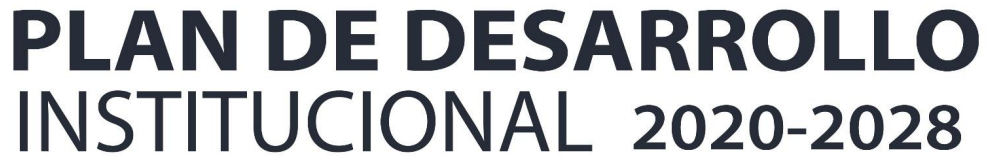 PLAN DE DESARROLLO
INSTITUCIONAL 2020-2028